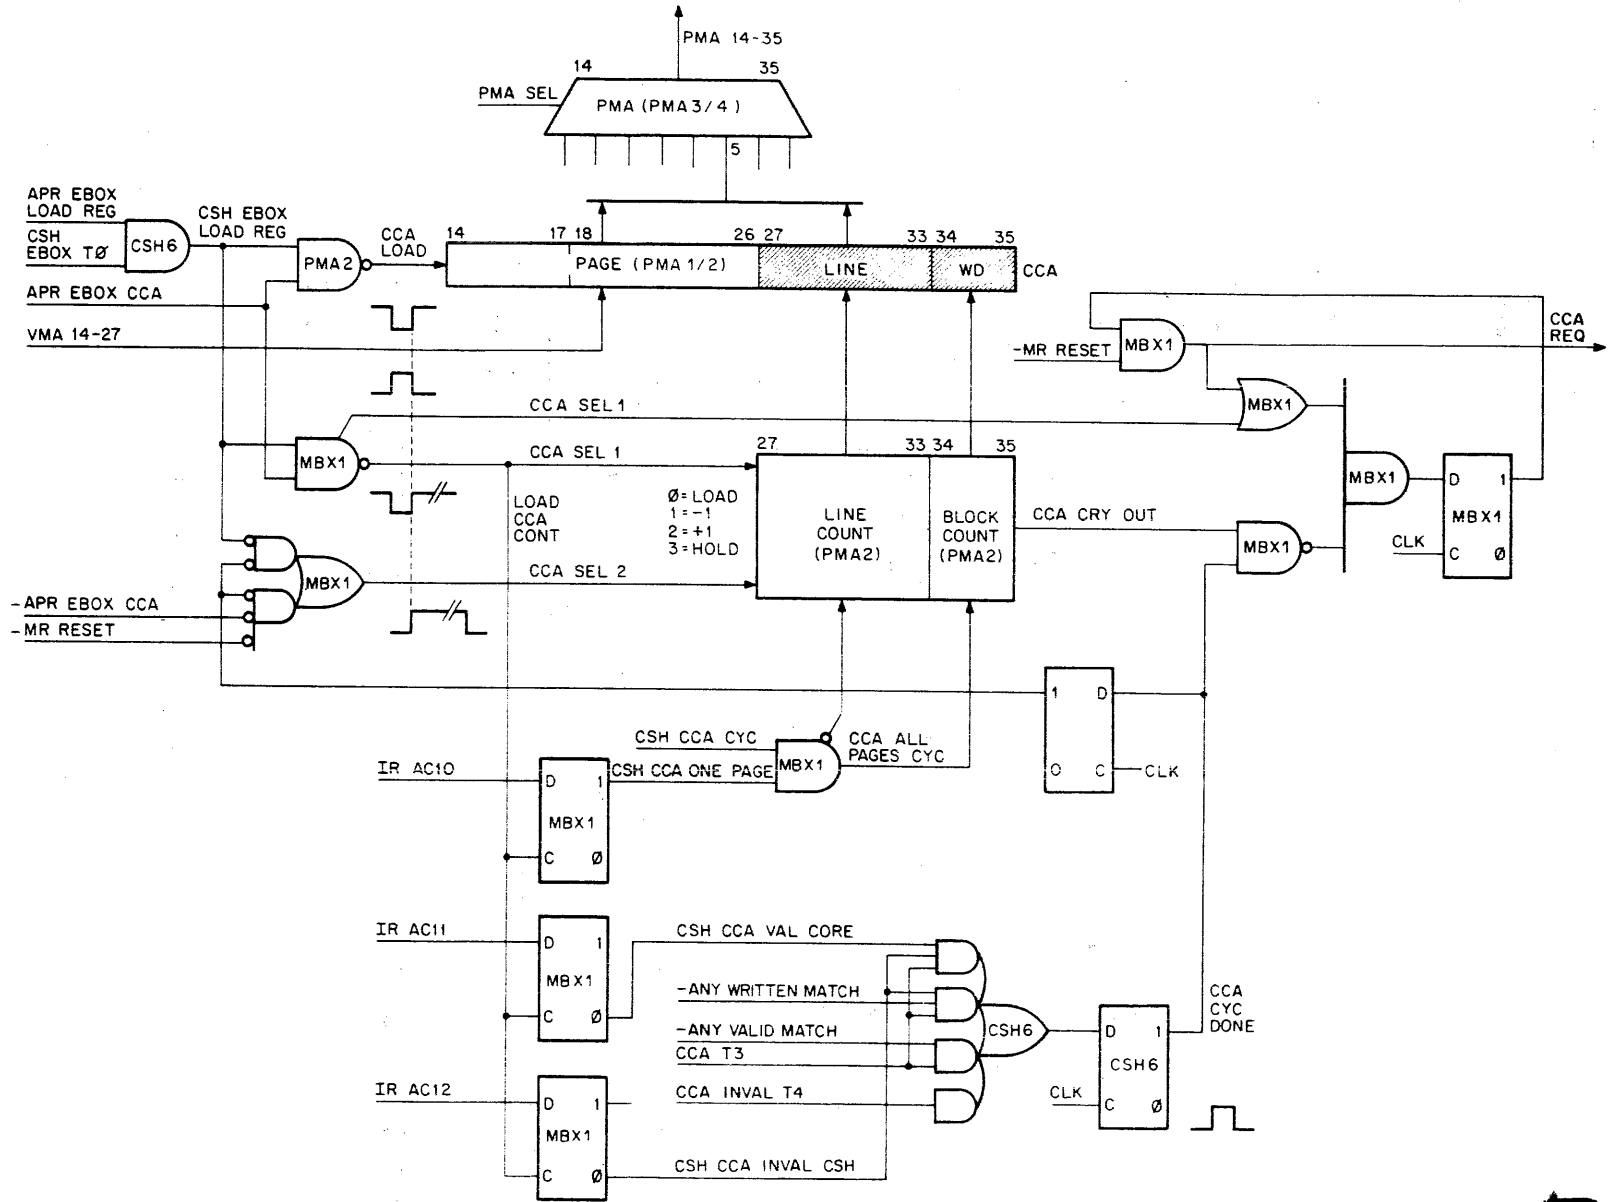 PMA 14-35
14
35
PMA SEL
PMA (PMA3/4)
5
APR EBOX
LOAD REG
CSH
EBOX TØ
CSH6
CSH EBOX
LOAD REG
PMA2
CCA
LOAD
14
17
18
26
27
33
34
35
PAGE (PMA1/2)
LINE
WD
CCA
APR EBOX CCA
VMA 14-27
-MR RESET
MBX1
CCA
REQ
MBX1
CCA SEL 1
MBX1
CCA SEL 1
27
33
34
35
LOAD
CCA
CONT
Ø=LOAD
1=-1
2=+1
3=HOLD
LINE
COUNT
(PMA2)
BLOCK
COUNT
(PMA2)
CCA CRY OUT
MBX1
MBX1
D
1
MBX1
CLK
C
Ø
MBX1
CCA SEL 2
-APR EBOX CCA
-MR RESET
1
D
O
C
CLK
CSH CCA CYC
CSH CCA ONE PAGE
MBX1
CCA ALL
PAGES CYC
IR AC10
D
1
MBX1
C
Ø
IR AC11
D
1
MBX1
C
Ø
CSH CCA VAL CORE
-ANY WRITTEN MATCH
-ANY VALID MATCH
CCA T3
CCA INVAL T4
CSH6
D
1
CSH6
CLK
C
Ø
CCA
CYC
DONE
IR AC12
D
1
MBX1
C
Ø
CSH CCA INVAL CSH